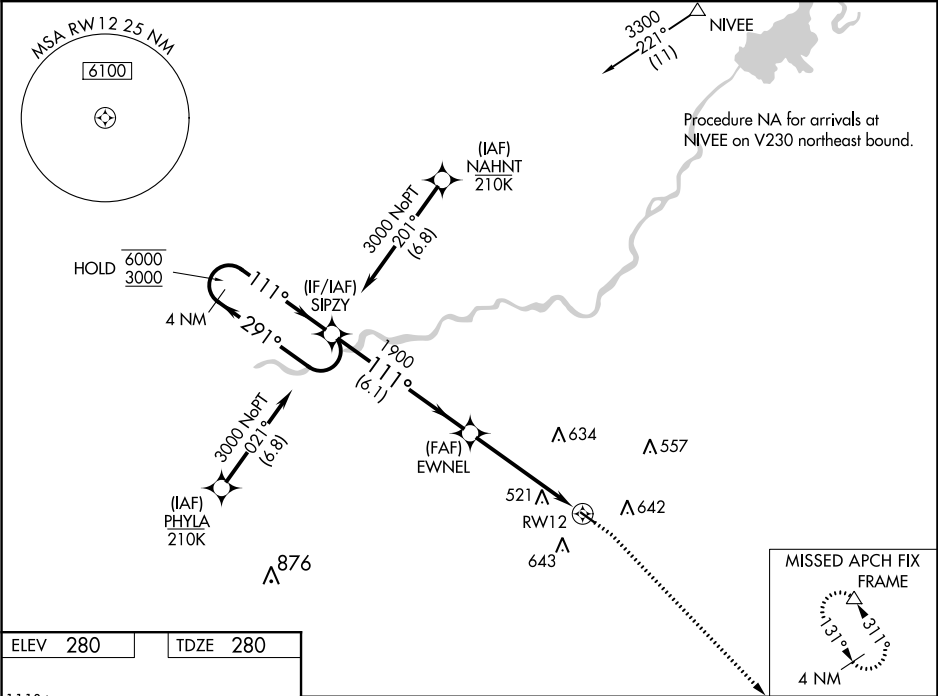 MSA RW12 25 NM
6100
3300
221°
(11)
NIVEE
Procedure NA for arrivals at
NIVEE on V230 northeast bound.
(IAF)
NAHNT
210K
3000 NoPT
201°
(6.8)
HOLD
6000
3000
4 NM
111°
291°
(IF/IAF)
SIPZY
1900
111°
(6.1)
3000 NoPT
021°
(6.8)
(IAF)
PHYLA
210K
(FAF)
EWNEL
634
557
521
RW12
642
643
876
MISSED APCH FIX
FRAME
131°
311°
4 NM
ELEV 280
TDZE 280